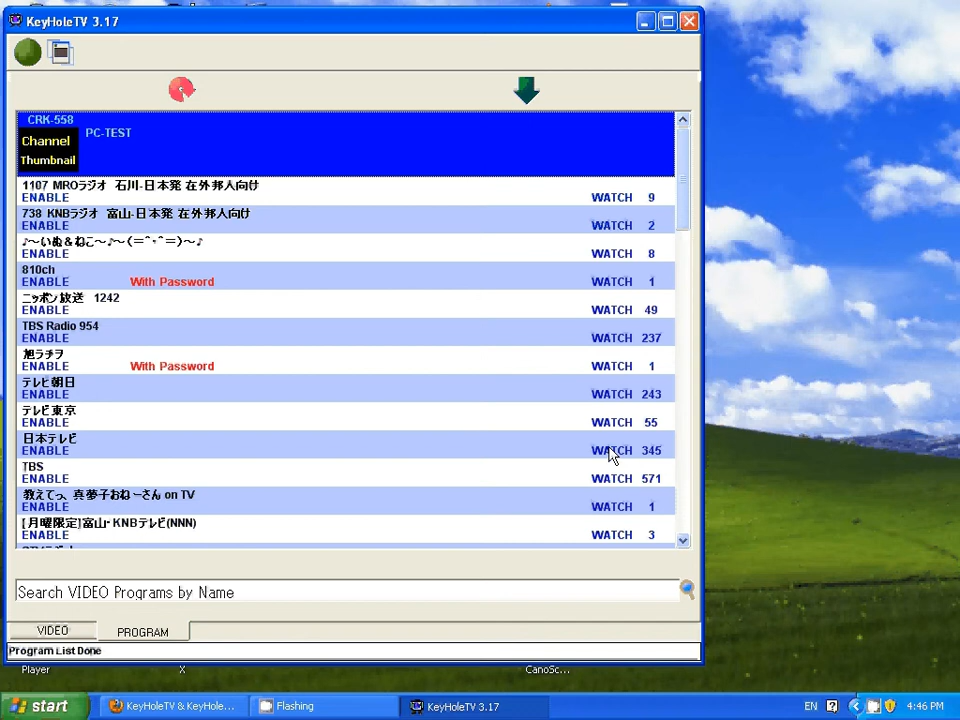 KeyHoleTV 3.17
CRK-558
Channel
Thumbnail
PC-TEST
1107 MROラジオ 石川-日本発 在外邦人向け
ENABLE WATCH 9
738 KNBラジオ 富山-日本発 在外邦人向け
ENABLE WATCH 2
♪～いぬ＆ねこ～♪～(＝^･^＝)～♪
ENABLE WATCH 8
810ch
ENABLE With Password WATCH 1
ニッポン放送 1242
ENABLE WATCH 49
TBS Radio 954
ENABLE WATCH 237
旭ラヂヲ
ENABLE With Password WATCH 1
テレビ朝日
ENABLE WATCH 243
テレビ東京
ENABLE WATCH 55
日本テレビ
ENABLE WATCH 345
TBS
ENABLE WATCH 571
教えてっ、真夢子おねーさん on TV
ENABLE WATCH 1
[月曜限定]富山・KNBテレビ(NNN)
ENABLE WATCH 3
Search VIDEO Programs by Name
VIDEO PROGRAM
Program List Done
Player X CanoSc...
start KeyHoleTV & KeyHole... Flashing KeyHoleTV 3.17 EN 4:46 PM